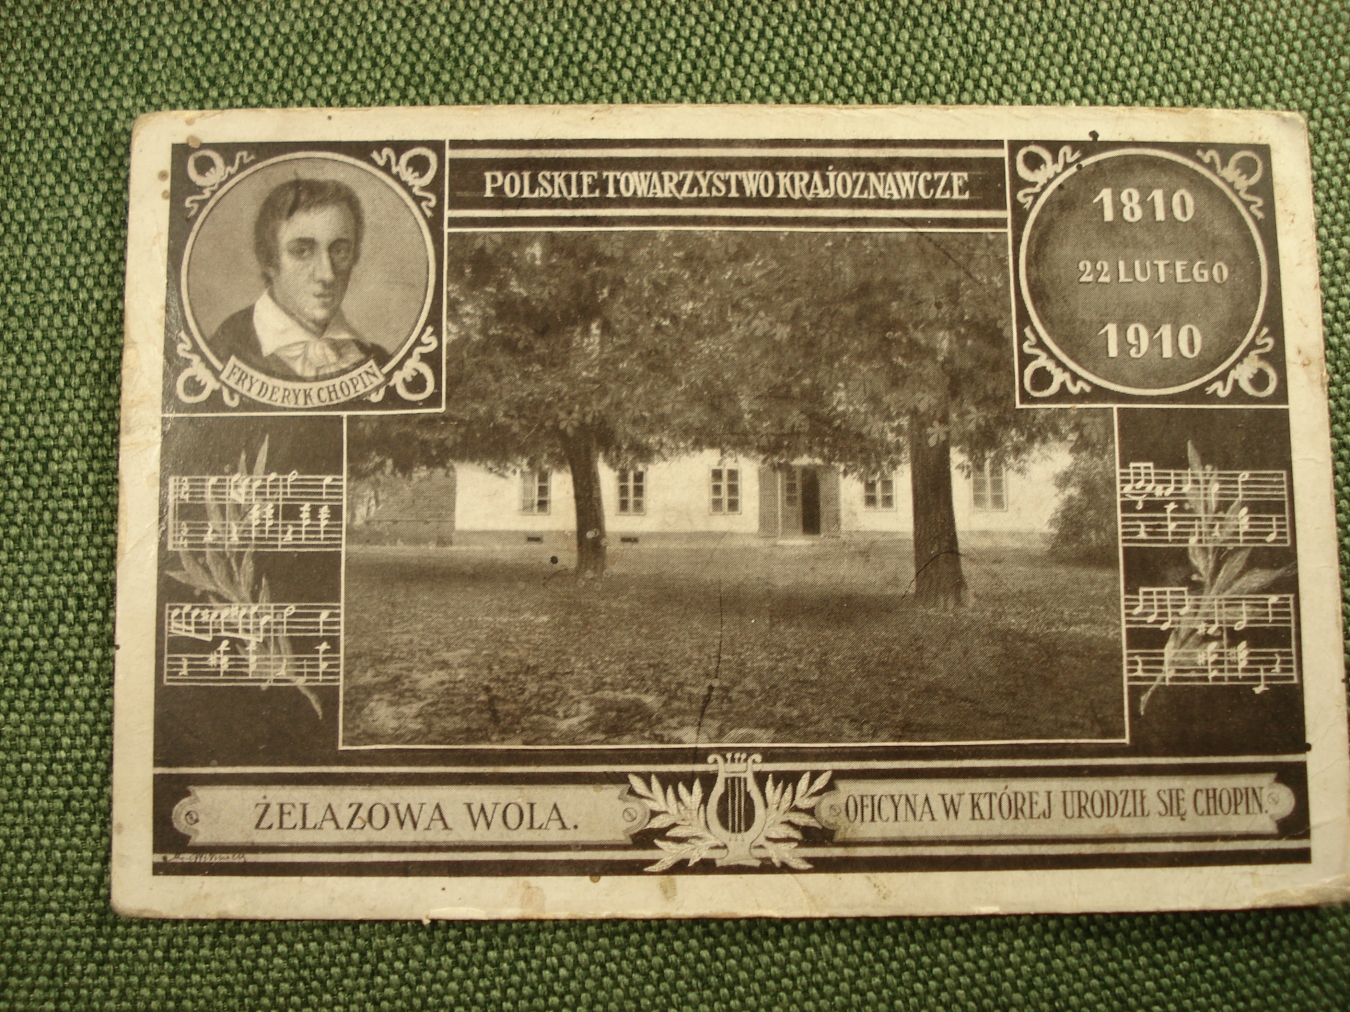 POLSKIE TOWARZYSTWO KRAJOZNAWCZE
FRYDERYK CHOPIN
1810
22 LUTEGO
1910
ŻELAZOWA WOLA.
OFICYNA W KTÓREJ URODZIŁ SIĘ CHOPIN.